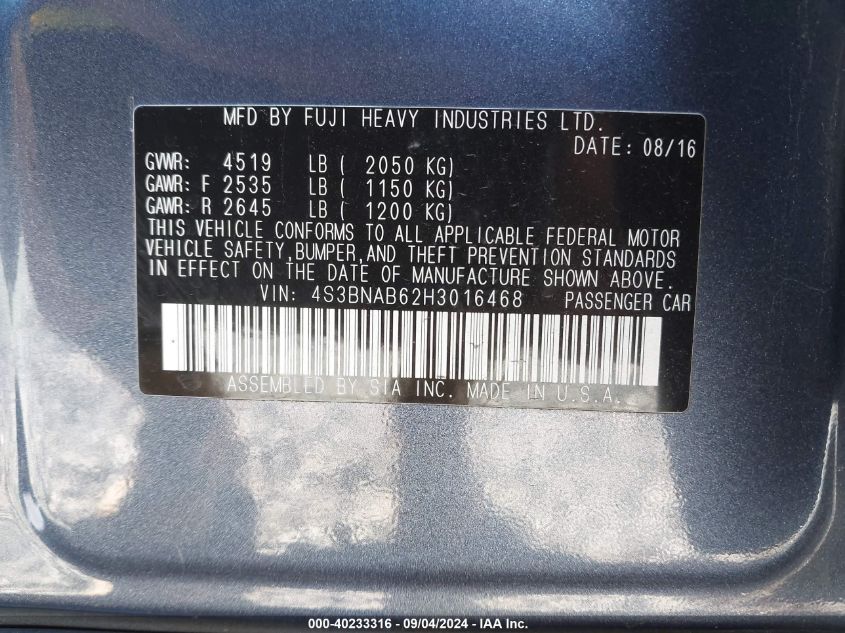 MFD BY FUJI HEAVY INDUSTRIES LTD.
DATE: 08/16
GVWR: 4519 LB ( 2050 KG)
GAWR: F 2535 LB ( 1150 KG)
GAWR: R 2645 LB ( 1200 KG)
THIS VEHICLE CONFORMS TO ALL APPLICABLE FEDERAL MOTOR
VEHICLE SAFETY,BUMPER,AND THEFT PREVENTION STANDARDS
IN EFFECT ON THE DATE OF MANUFACTURE SHOWN ABOVE.
VIN: 4S3BNAB62H3016468 PASSENGER CAR
ASSEMBLED BY SIA INC. MADE IN U.S.A.
000-40233316 - 09/04/2024 - IAA Inc.